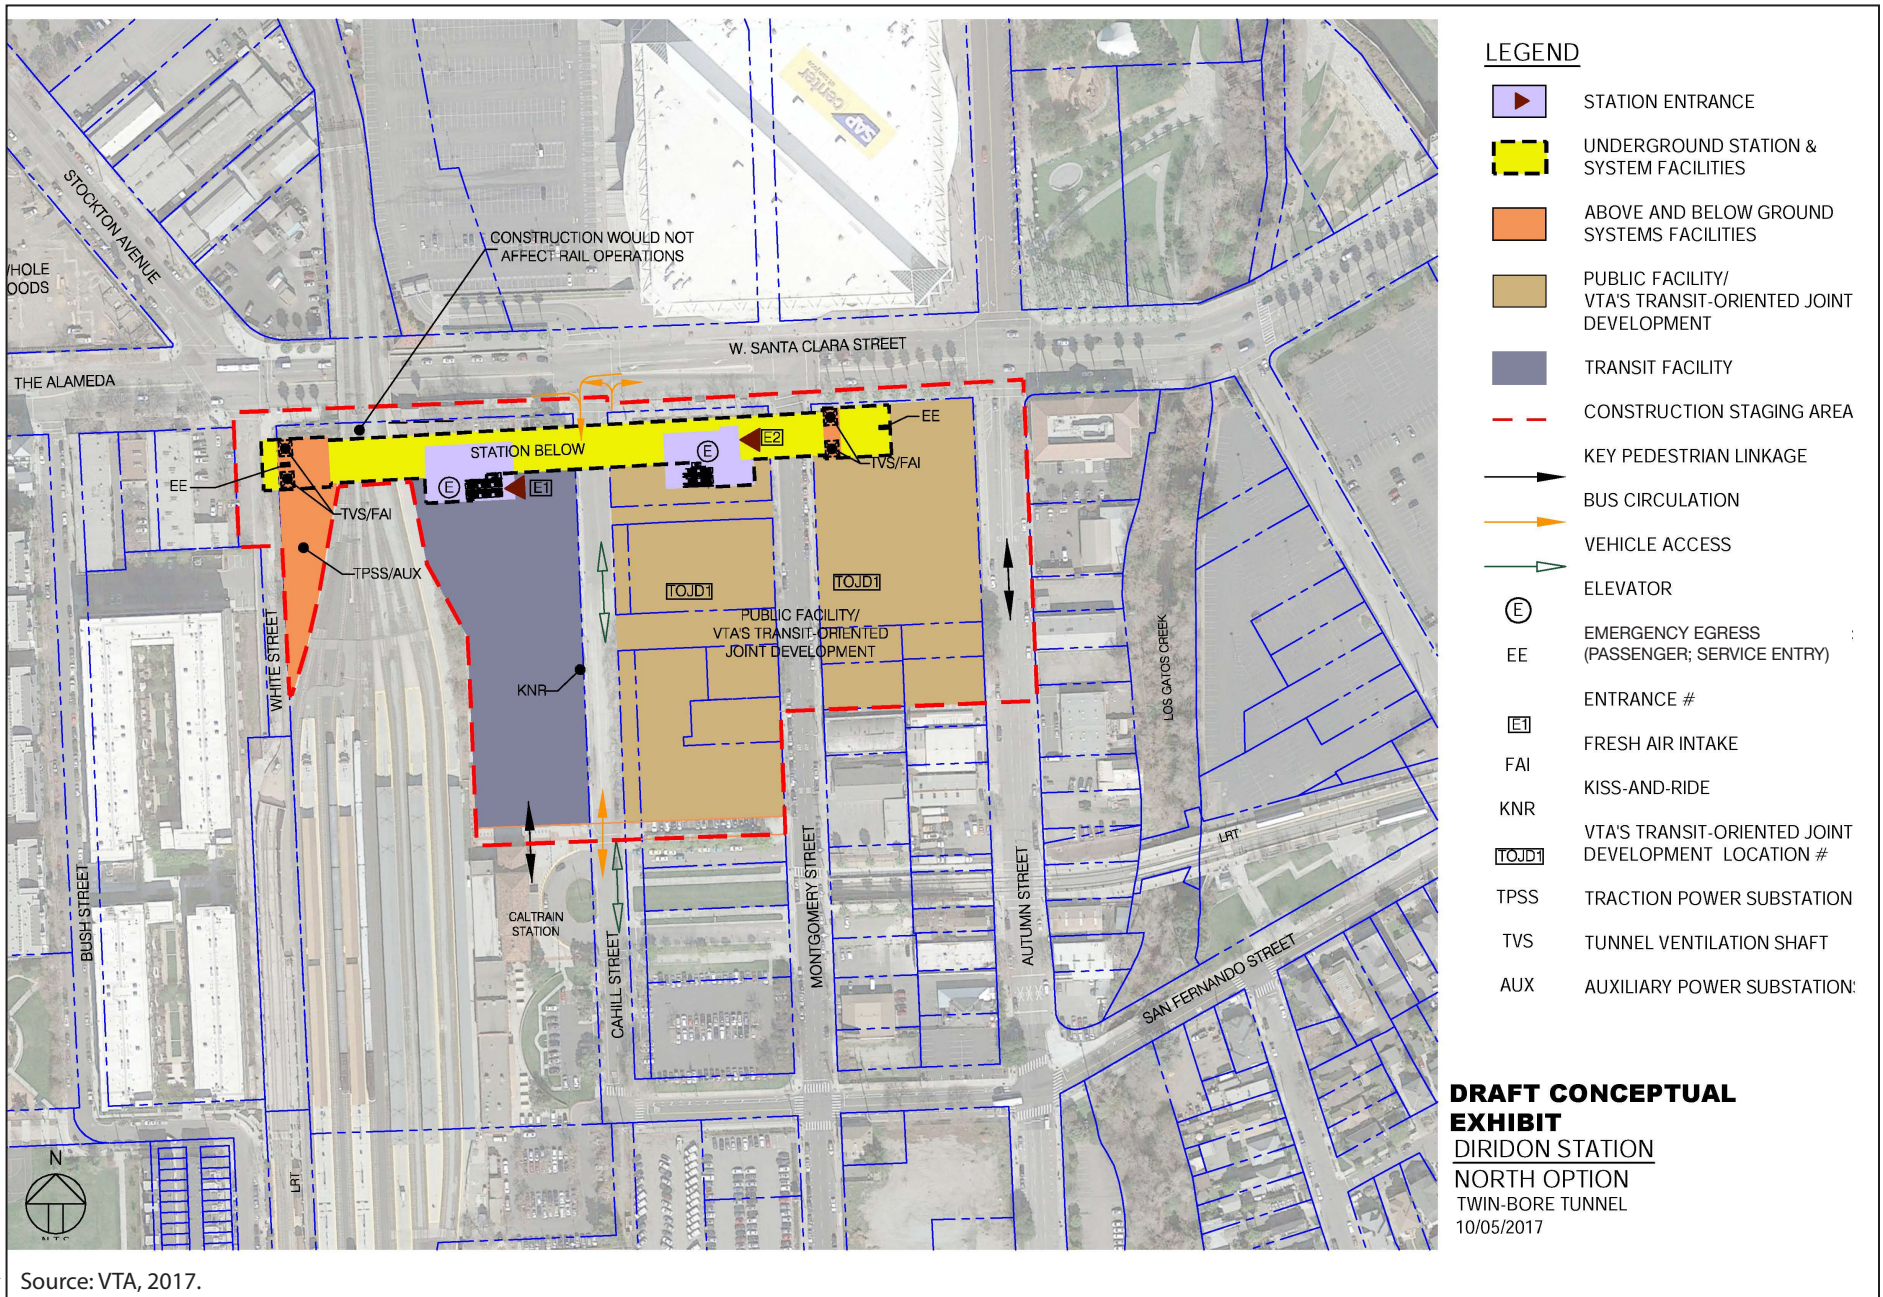 STOCKTON AVENUE
/HOLE
OODS
CONSTRUCTION WOULD NOT
AFFECT RAIL OPERATIONS
SAP
center
W. SANTA CLARA STREET
THE ALAMEDA
EE
STATION BELOW
E
E2
EE
TVS/FAI
E
E1
TVS/FAI
TPSS/AUX
WHITE STREET
TOJD1
TOJD1
PUBLIC FACILITY/
VTA'S TRANSIT-ORIENTED
JOINT DEVELOPMENT
KNR
LOS GATOS CREEK
LRT
BUSH STREET
CALTRAIN
STATION
CAHILL STREET
MONTGOMERY STREET
AUTUMN STREET
SAN FERNANDO STREET
LRT
N
LEGEND
STATION ENTRANCE
UNDERGROUND STATION &
SYSTEM FACILITIES
ABOVE AND BELOW GROUND
SYSTEMS FACILITIES
PUBLIC FACILITY/
VTA'S TRANSIT-ORIENTED JOINT
DEVELOPMENT
TRANSIT FACILITY
CONSTRUCTION STAGING AREA
KEY PEDESTRIAN LINKAGE
BUS CIRCULATION
VEHICLE ACCESS
ELEVATOR
E
EMERGENCY EGRESS
EE (PASSENGER; SERVICE ENTRY)
ENTRANCE #
E1
FRESH AIR INTAKE
FAI
KISS-AND-RIDE
KNR
VTA'S TRANSIT-ORIENTED JOINT
TOJD1 DEVELOPMENT LOCATION #
TPSS TRACTION POWER SUBSTATION
TVS TUNNEL VENTILATION SHAFT
AUX AUXILIARY POWER SUBSTATION
DRAFT CONCEPTUAL
EXHIBIT
DIRIDON STATION
NORTH OPTION
TWIN-BORE TUNNEL
10/05/2017
Source: VTA, 2017.